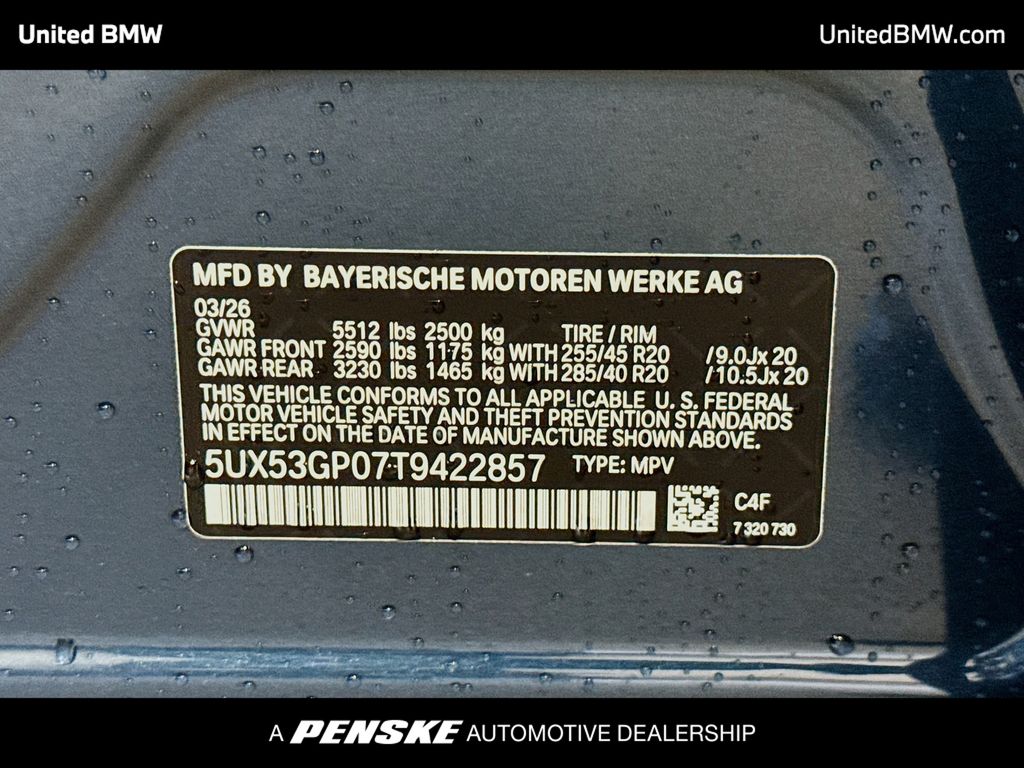 United BMW
UnitedBMW.com
MFD BY BAYERISCHE MOTOREN WERKE AG
03/26
GVWR 5512 lbs 2500 kg TIRE / RIM
GAWR FRONT 2590 lbs 1175 kg WITH 255/45 R20 /9.0Jx 20
GAWR REAR 3230 lbs 1465 kg WITH 285/40 R20 /10.5Jx 20
THIS VEHICLE CONFORMS TO ALL APPLICABLE U. S. FEDERAL
MOTOR VEHICLE SAFETY AND THEFT PREVENTION STANDARDS
IN EFFECT ON THE DATE OF MANUFACTURE SHOWN ABOVE.
5UX53GP07T9422857 TYPE: MPV
C4F
7 320 730
A PENSKE AUTOMOTIVE DEALERSHIP